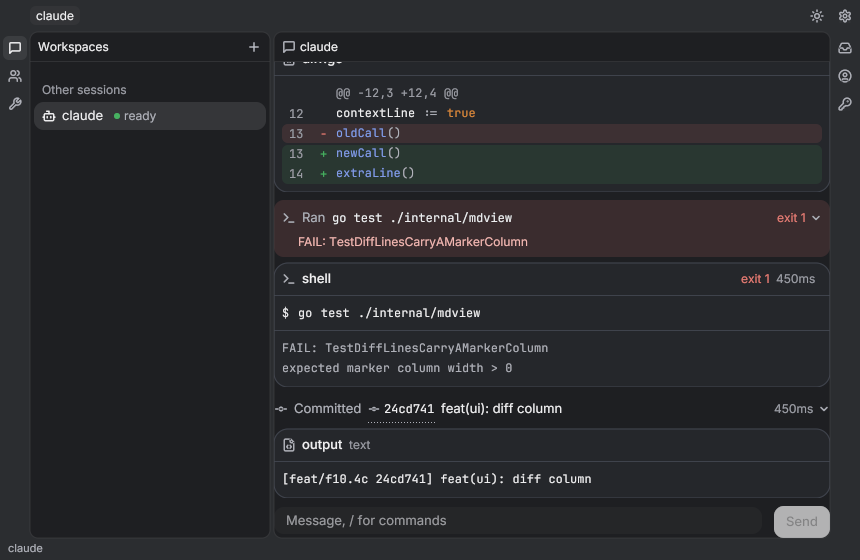 claude
Workspaces
Other sessions
claude ready
claude
@@ -12,3 +12,4 @@
12 contextLine := true
13 - oldCall()
13 + newCall()
14 + extraLine()
Ran go test ./internal/mdview exit 1
FAIL: TestDiffLinesCarryAMarkerColumn
shell exit 1 450ms
$ go test ./internal/mdview
FAIL: TestDiffLinesCarryAMarkerColumn
expected marker column width > 0
Committed 24cd741 feat(ui): diff column 450ms
output text
[feat/f10.4c 24cd741] feat(ui): diff column
Message, / for commands
Send
claude